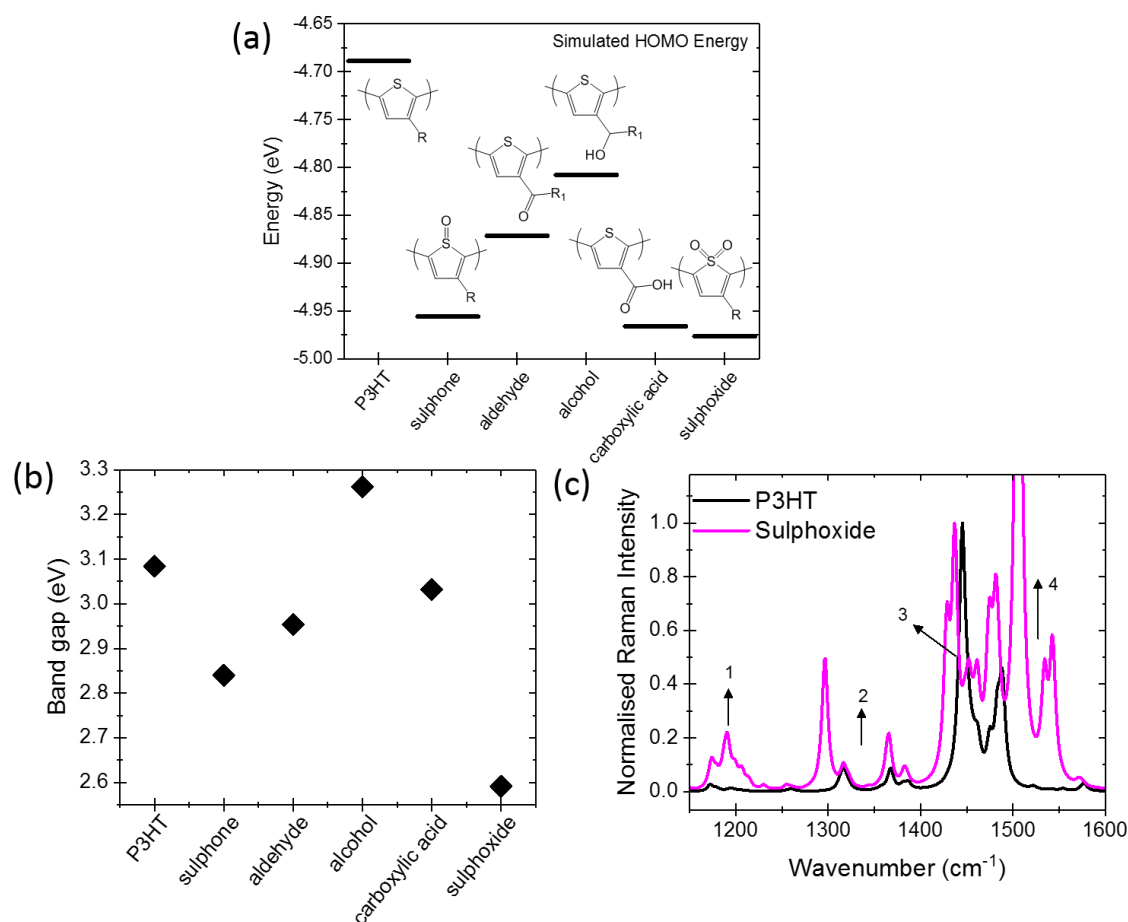 (a)
Simulated HOMO Energy
Energy (eV)
-4.65
-4.70
-4.75
-4.80
-4.85
-4.90
-4.95
-5.00
S
R
S
O
R1
S
HO
R1
O
S
R
S
O
OH
O
O
S
R
P3HT
sulphone
aldehyde
alcohol
carboxylic acid
sulphoxide
(b)
Band gap (eV)
3.3
3.2
3.1
3.0
2.9
2.8
2.7
2.6
P3HT
sulphone
aldehyde
alcohol
carboxylic acid
sulphoxide
(c)
P3HT
Sulphoxide
Normalised Raman Intensity
1.0
0.8
0.6
0.4
0.2
0.0
1
2
3
4
1200 1300 1400 1500 1600
Wavenumber (cm⁻¹)